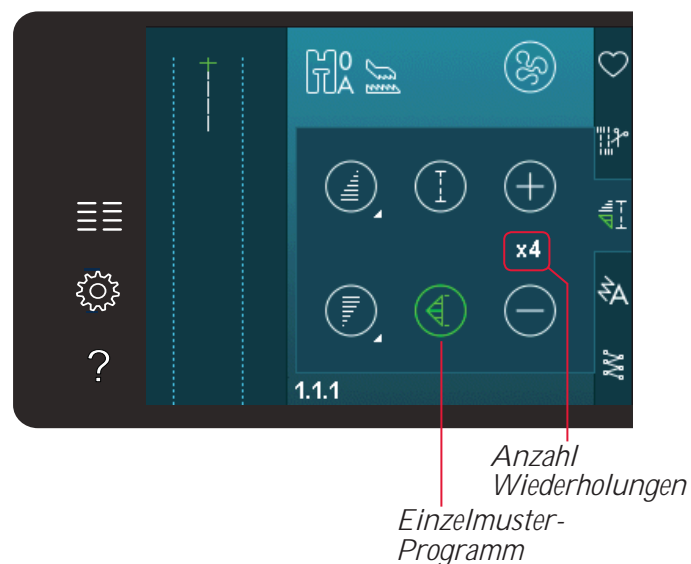 0
A
x4
?
A
1.1.1
Anzahl
Wiederholungen
Einzelmuster-
Programm